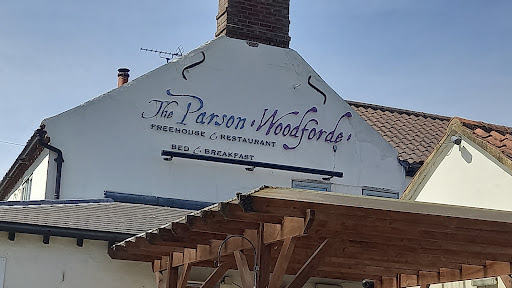 The Parson Woodforde
FREEHOUSE & RESTAURANT
BED & BREAKFAST